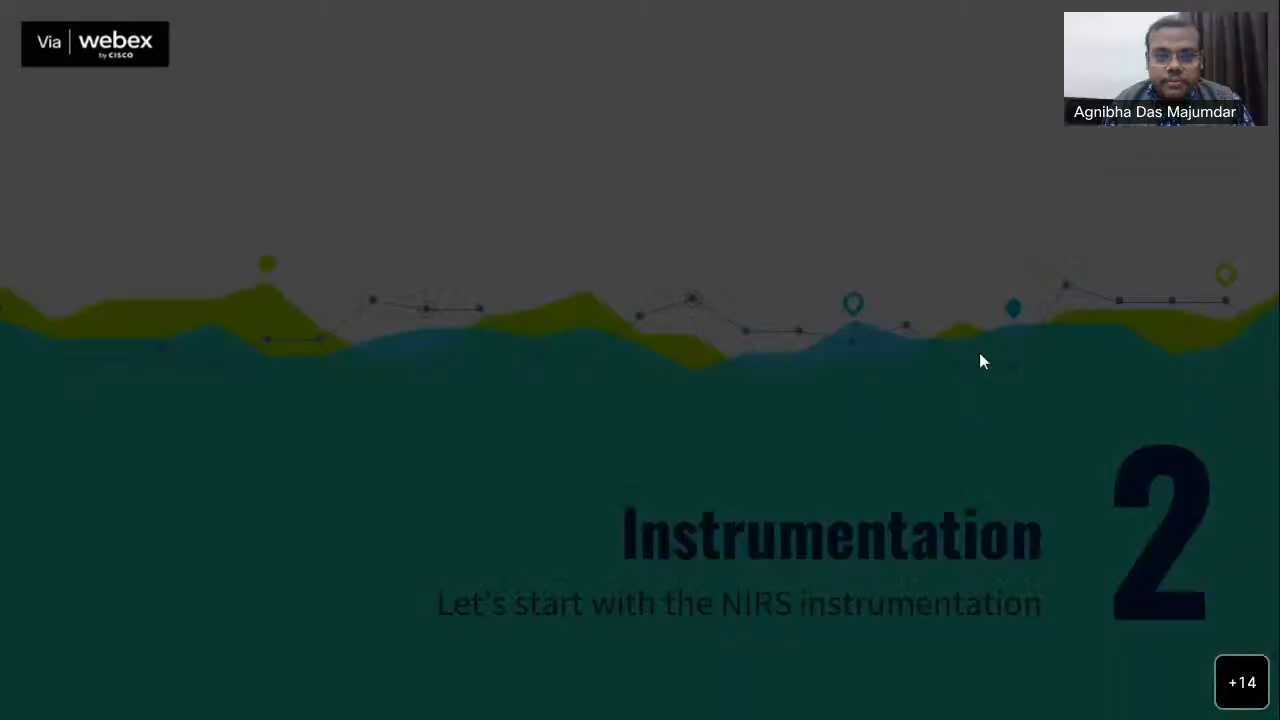 Via webex
by CISCO
Agnibha Das Majumdar
Instrumentation
2
Let's start with the NIRS instrumentation
+14